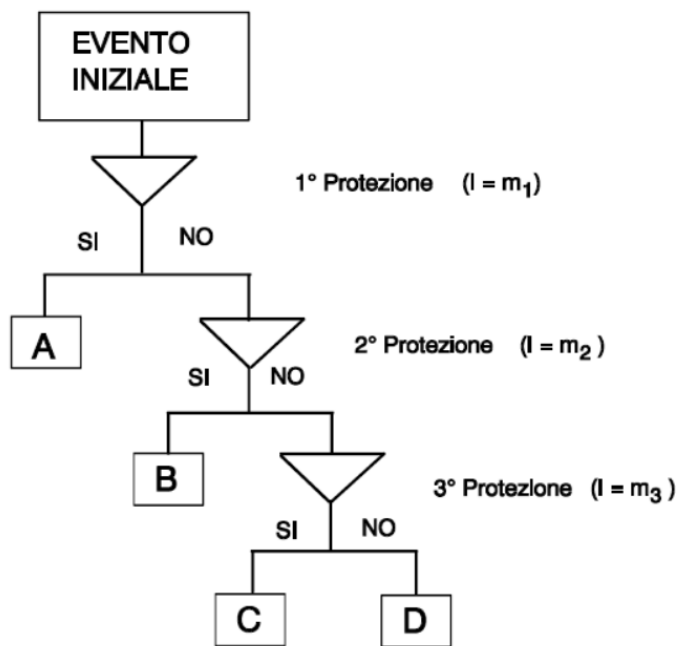 EVENTO
INIZIALE
1° Protezione (I = m₁)
SI NO
A
2° Protezione (I = m₂ )
SI NO
B
3° Protezione (I = m₃ )
SI NO
C D